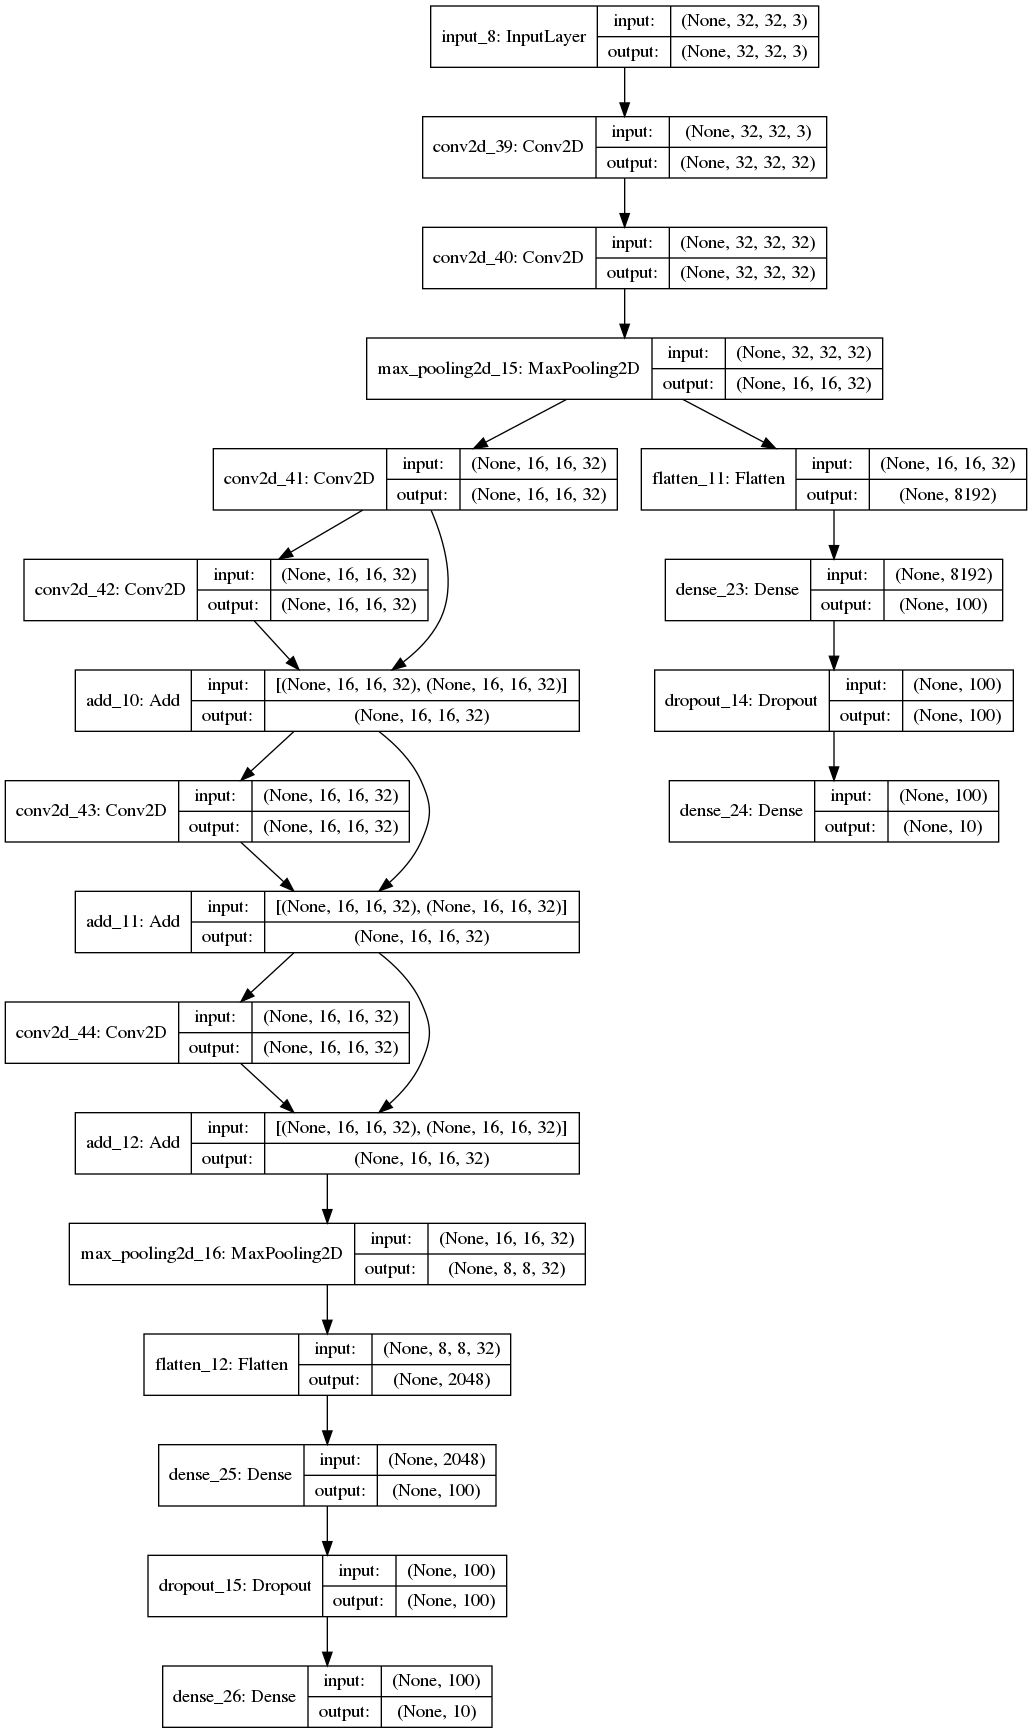 input_8: InputLayer
input: (None, 32, 32, 3)
output: (None, 32, 32, 3)
conv2d_39: Conv2D
input: (None, 32, 32, 3)
output: (None, 32, 32, 32)
conv2d_40: Conv2D
input: (None, 32, 32, 32)
output: (None, 32, 32, 32)
max_pooling2d_15: MaxPooling2D
input: (None, 32, 32, 32)
output: (None, 16, 16, 32)
conv2d_41: Conv2D
input: (None, 16, 16, 32)
output: (None, 16, 16, 32)
flatten_11: Flatten
input: (None, 16, 16, 32)
output: (None, 8192)
conv2d_42: Conv2D
input: (None, 16, 16, 32)
output: (None, 16, 16, 32)
dense_23: Dense
input: (None, 8192)
output: (None, 100)
add_10: Add
input: [(None, 16, 16, 32), (None, 16, 16, 32)]
output: (None, 16, 16, 32)
dropout_14: Dropout
input: (None, 100)
output: (None, 100)
conv2d_43: Conv2D
input: (None, 16, 16, 32)
output: (None, 16, 16, 32)
dense_24: Dense
input: (None, 100)
output: (None, 10)
add_11: Add
input: [(None, 16, 16, 32), (None, 16, 16, 32)]
output: (None, 16, 16, 32)
conv2d_44: Conv2D
input: (None, 16, 16, 32)
output: (None, 16, 16, 32)
add_12: Add
input: [(None, 16, 16, 32), (None, 16, 16, 32)]
output: (None, 16, 16, 32)
max_pooling2d_16: MaxPooling2D
input: (None, 16, 16, 32)
output: (None, 8, 8, 32)
flatten_12: Flatten
input: (None, 8, 8, 32)
output: (None, 2048)
dense_25: Dense
input: (None, 2048)
output: (None, 100)
dropout_15: Dropout
input: (None, 100)
output: (None, 100)
dense_26: Dense
input: (None, 100)
output: (None, 10)